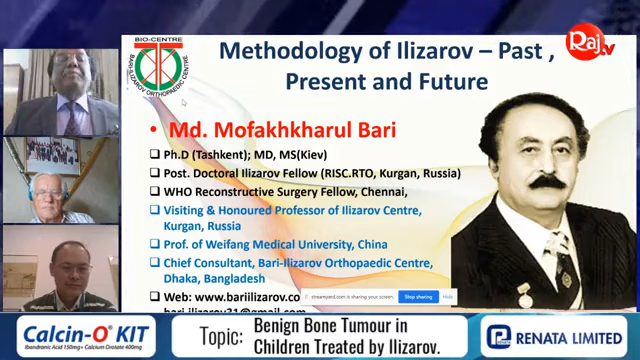 BIO-CENTRE
BARI-ILIZAROV ORTHOPAEDIC CENTRE
Methodology of Ilizarov – Past ,
Present and Future
Raj tv
• Md. Mofakhkharul Bari
Ph.D (Tashkent); MD, MS(Kiev)
Post. Doctoral Ilizarov Fellow (RISC.RTO, Kurgan, Russia)
WHO Reconstructive Surgery Fellow, Chennai,
Visiting & Honoured Professor of Ilizarov Centre,
Kurgan, Russia
Prof. of Weifang Medical University, China
Chief Consultant, Bari-Ilizarov Orthopaedic Centre,
Dhaka, Bangladesh
Web: www.bariilizarov.co
streamyard.com is sharing your screen.
Stop sharing
Hide
bari.ilizarov31@gmail.com
Calcin-O® KIT
Ibandronic Acid 150mg + Calcium Orotate 400mg
Topic:
Benign Bone Tumour in
Children Treated by Ilizarov.
RENATA LIMITED